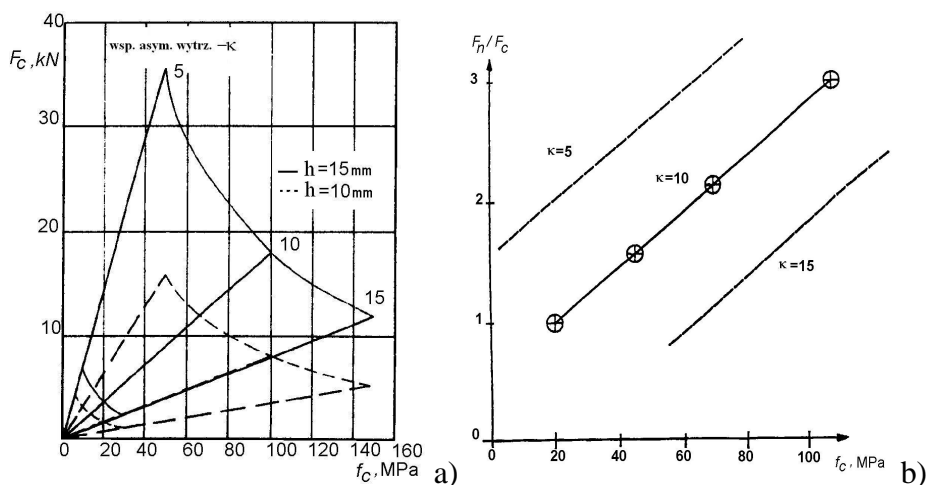 40
F_c, kN
wsp. asym. wytrz. –κ
5
30
h=15mm
h=10mm
20
10
15
10
0 20 40 60 80 100 120 140 160
f_c, MPa
a)
F_n/F_c
3
κ=5
κ=10
2
κ=15
1
0
0 20 40 60 80 100
f_c, MPa
b)